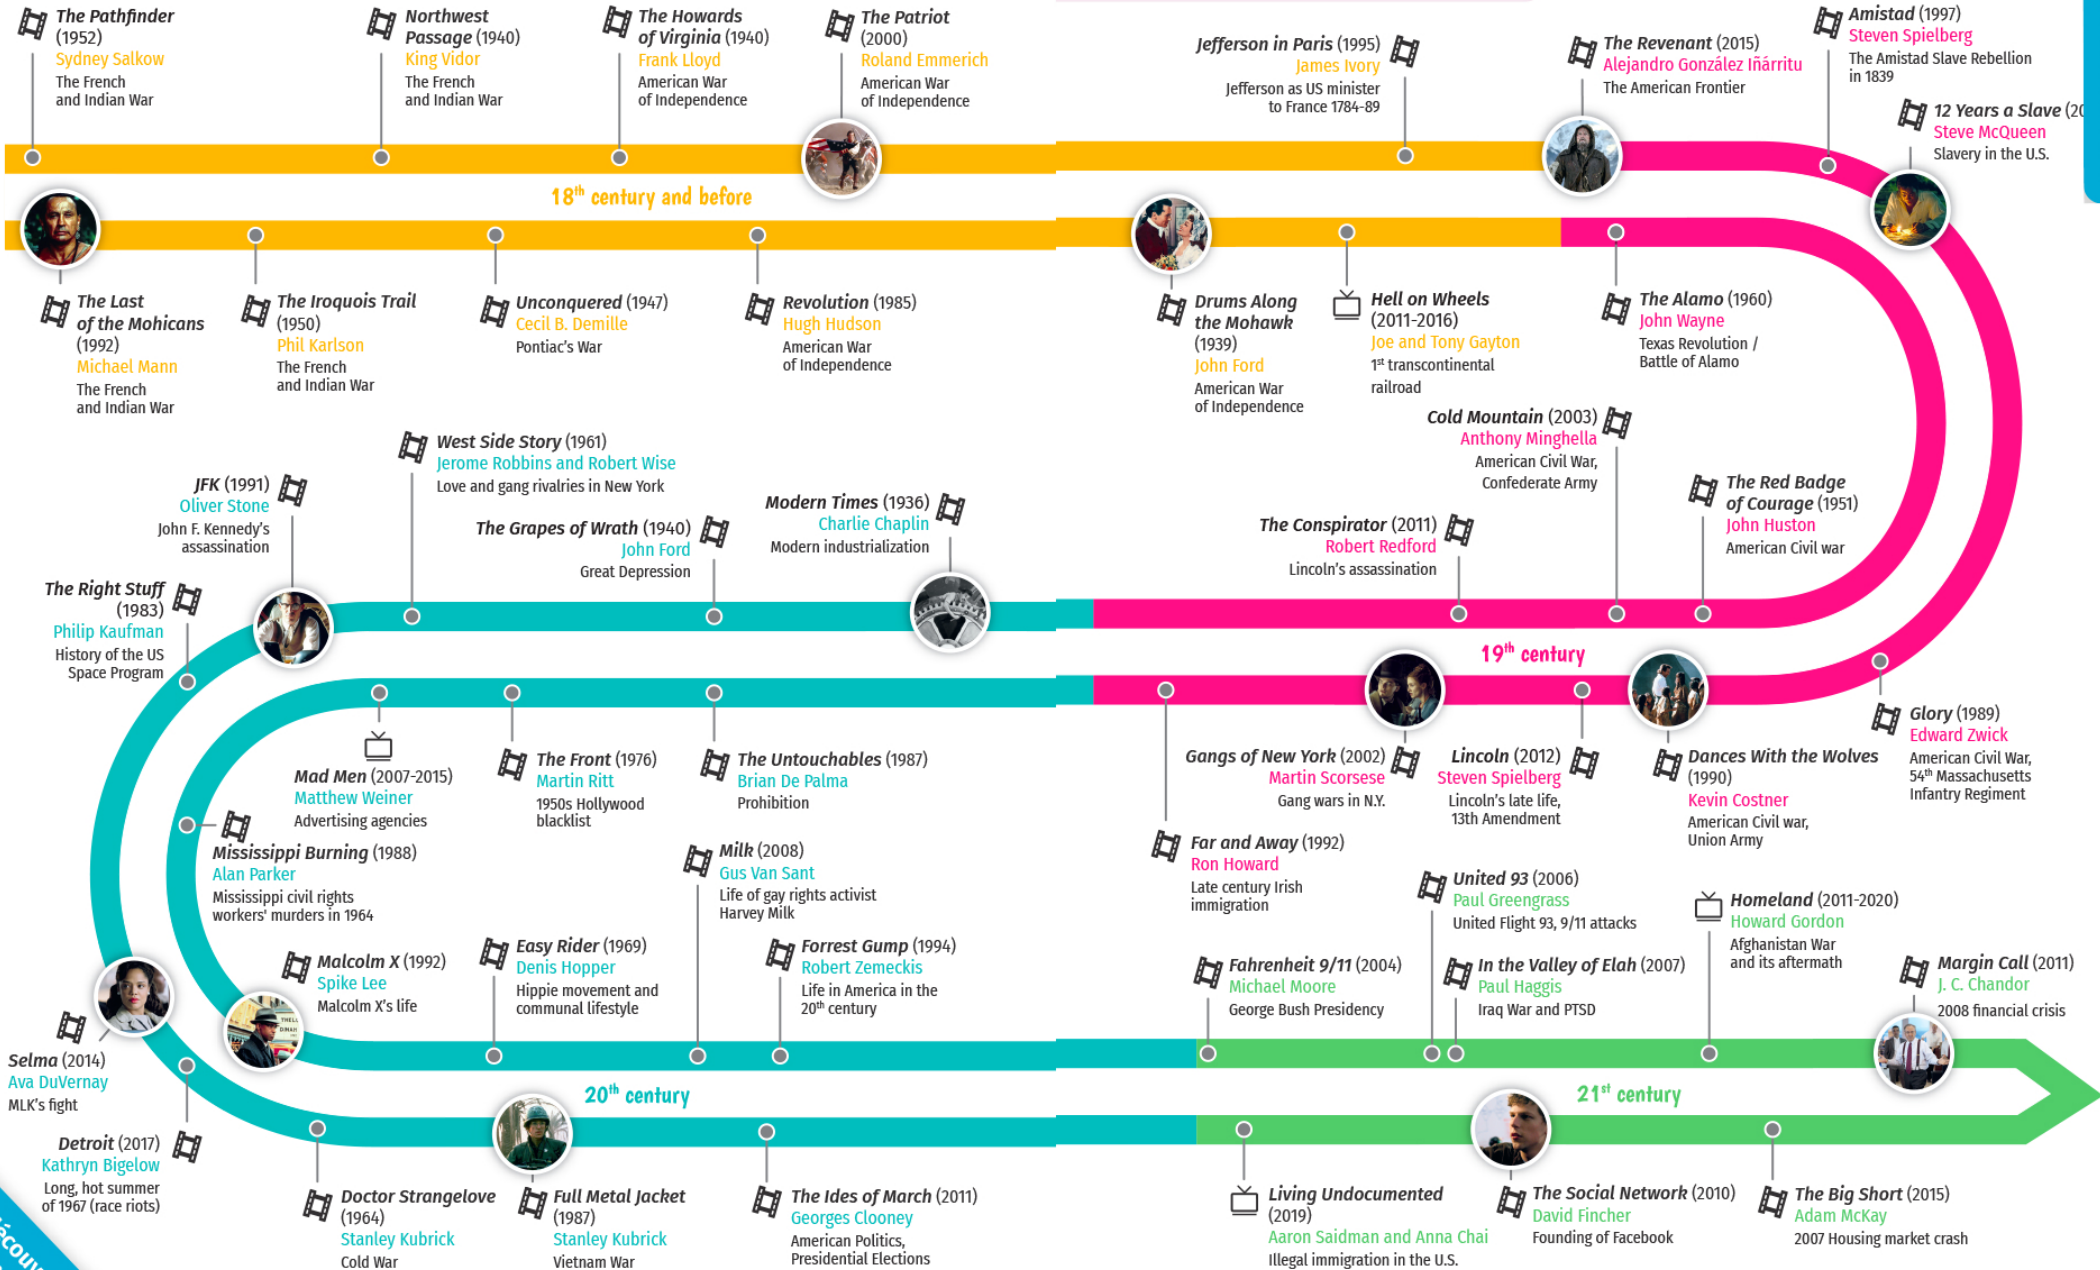 The Pathfinder
(1952)
Sydney Salkow
The French
and Indian War
Northwest
Passage (1940)
King Vidor
The French
and Indian War
The Howards
of Virginia (1940)
Frank Lloyd
American War
of Independence
The Patriot
(2000)
Roland Emmerich
American War
of Independence
Jefferson in Paris (1995)
James Ivory
Jefferson as US minister
to France 1784-89
The Revenant (2015)
Alejandro González Iñárritu
The American Frontier
Amistad (1997)
Steven Spielberg
The Amistad Slave Rebellion
in 1839
12 Years a Slave (20
Steve McQueen
Slavery in the U.S.
18th century and before
The Last
of the Mohicans
(1992)
Michael Mann
The French
and Indian War
The Iroquois Trail
(1950)
Phil Karlson
The French
and Indian War
Unconquered (1947)
Cecil B. Demille
Pontiac's War
Revolution (1985)
Hugh Hudson
American War
of Independence
Drums Along
the Mohawk
(1939)
John Ford
American War
of Independence
Hell on Wheels
(2011-2016)
Joe and Tony Gayton
1st transcontinental
railroad
The Alamo (1960)
John Wayne
Texas Revolution /
Battle of Alamo
Cold Mountain (2003)
Anthony Minghella
American Civil War,
Confederate Army
The Red Badge
of Courage (1951)
John Huston
American Civil war
The Conspirator (2011)
Robert Redford
Lincoln's assassination
Modern Times (1936)
Charlie Chaplin
Modern industrialization
The Grapes of Wrath (1940)
John Ford
Great Depression
West Side Story (1961)
Jerome Robbins and Robert Wise
Love and gang rivalries in New York
JFK (1991)
Oliver Stone
John F. Kennedy's
assassination
The Right Stuff
(1983)
Philip Kaufman
History of the US
Space Program
19th century
Glory (1989)
Edward Zwick
American Civil War,
54th Massachusetts
Infantry Regiment
Dances With the Wolves
(1990)
Kevin Costner
American Civil war,
Union Army
Lincoln (2012)
Steven Spielberg
Lincoln's late life,
13th Amendment
Gangs of New York (2002)
Martin Scorsese
Gang wars in N.Y.
Far and Away (1992)
Ron Howard
Late century Irish
immigration
The Untouchables (1987)
Brian De Palma
Prohibition
The Front (1976)
Martin Ritt
1950s Hollywood
blacklist
Mad Men (2007-2015)
Matthew Weiner
Advertising agencies
Mississippi Burning (1988)
Alan Parker
Mississippi civil rights
workers' murders in 1964
Malcolm X (1992)
Spike Lee
Malcolm X's life
Easy Rider (1969)
Denis Hopper
Hippie movement and
communal lifestyle
Milk (2008)
Gus Van Sant
Life of gay rights activist
Harvey Milk
Forrest Gump (1994)
Robert Zemeckis
Life in America in the
20th century
Fahrenheit 9/11 (2004)
Michael Moore
George Bush Presidency
United 93 (2006)
Paul Greengrass
United Flight 93, 9/11 attacks
In the Valley of Elah (2007)
Paul Haggis
Iraq War and PTSD
Homeland (2011-2020)
Howard Gordon
Afghanistan War
and its aftermath
Margin Call (2011)
J. C. Chandor
2008 financial crisis
Selma (2014)
Ava DuVernay
MLK's fight
Detroit (2017)
Kathryn Bigelow
Long, hot summer
of 1967 (race riots)
20th century
21st century
Doctor Strangelove
(1964)
Stanley Kubrick
Cold War
Full Metal Jacket
(1987)
Stanley Kubrick
Vietnam War
The Ides of March (2011)
Georges Clooney
American Politics,
Presidential Elections
Living Undocumented
(2019)
Aaron Saidman and Anna Chai
Illegal immigration in the U.S.
The Social Network (2010)
David Fincher
Founding of Facebook
The Big Short (2015)
Adam McKay
2007 Housing market crash